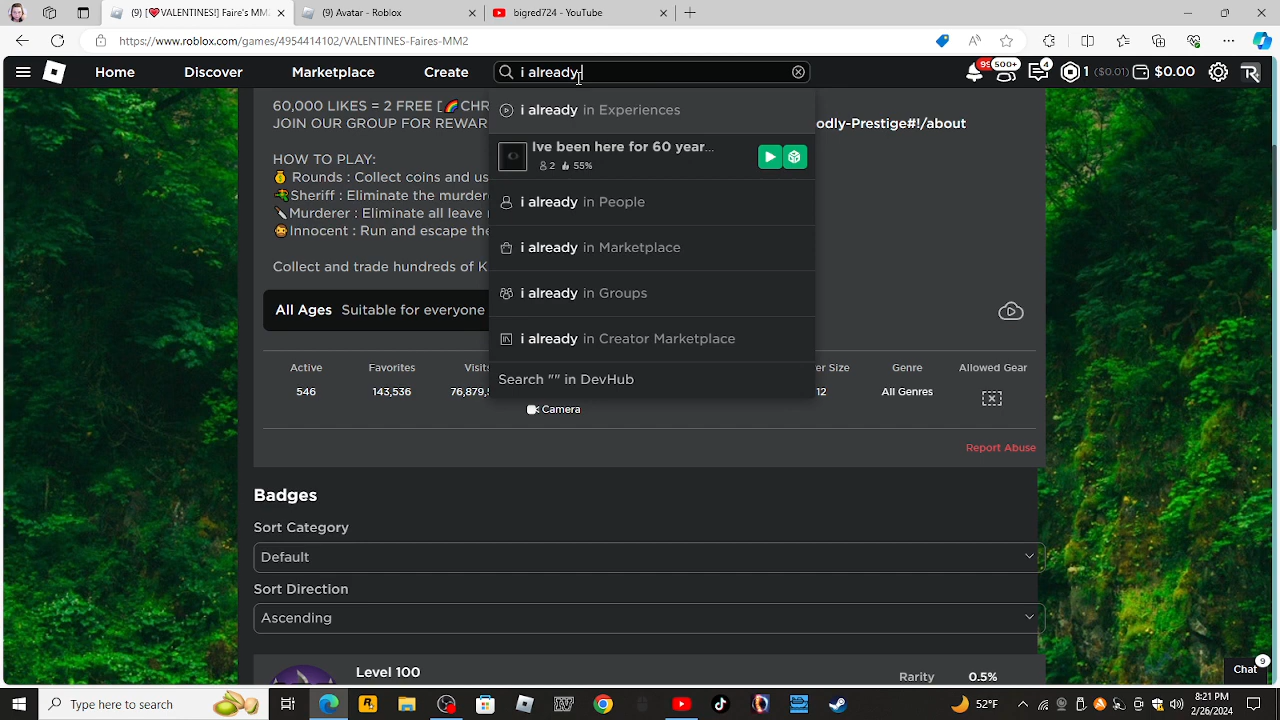 (9) [❤VALENTINES!] Faire's MM2
(9) Avatar - Roblox
bigred724 - YouTube
https://www.roblox.com/games/4954414102/VALENTINES-Faires-MM2
Home
Discover
Marketplace
Create
i already
99
500+
4
1
($0.01)
$0.00
60,000 LIKES = 2 FREE [🌈CHR
JOIN OUR GROUP FOR REWAR
odly-Prestige#!/about
HOW TO PLAY:
💰 Rounds : Collect coins and us
🔫Sheriff : Eliminate the murder
🔪Murderer : Eliminate all leave
😳Innocent : Run and escape the
Collect and trade hundreds of K
i already in Experiences
Ive been here for 60 year...
2 55%
i already in People
i already in Marketplace
i already in Groups
i already in Creator Marketplace
Search "" in DevHub
All Ages Suitable for everyone
Active
546
Favorites
143,536
Visits
76,879,
Camera
er Size
12
Genre
All Genres
Allowed Gear
Report Abuse
Badges
Sort Category
Default
Sort Direction
Ascending
Level 100
Rarity
0.5%
Chat
9
Type here to search
52°F
8:21 PM
2/26/2024